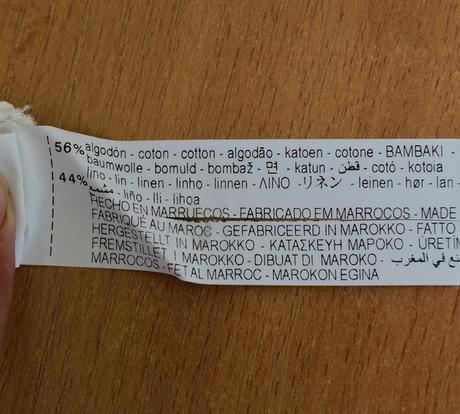 56% algodón - coton - cotton - algodão - katoen - cotone - BAMBAKI -
baumwolle - bomuld - bombaž - 면 - katun - قطن - cotó - kotoia
44% lino - lin - linen - linho - linnen - ΛΙΝΟ - リネン - leinen - hør - lan -
مشمع - liño - lli - lihoa
HECHO EN MARRUECOS - FABRICADO EM MARROCOS - MADE
FABRIQUÉ AU MAROC - GEFABRICEERD IN MAROKKO - FATTO
HERGESTELLT IN MAROKKO - ΚΑΤΑΣΚΕΥΗ ΜΑΡΟΚΟ - ÜRETİM
FREMSTILLET I MAROKKO - DIBUAT DI MAROKO - صنع في المغرب
MARROCOS - FET AL MARROC - MAROKON EGINA